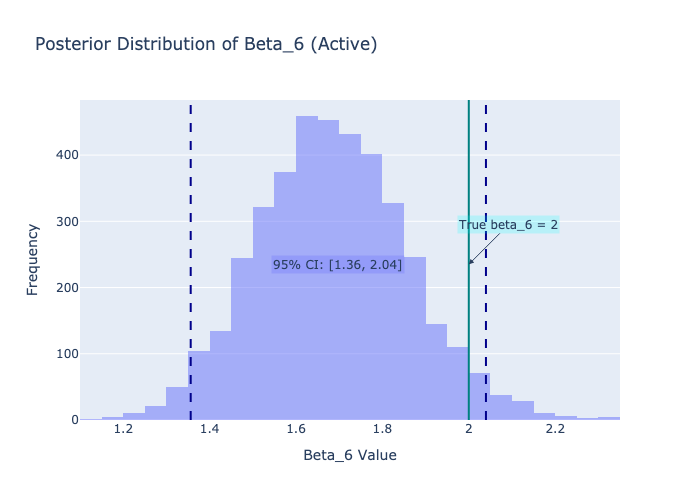 Posterior Distribution of Beta_6 (Active)
400
300
200
100
0
Frequency
True beta_6 = 2
95% CI: [1.36, 2.04]
1.2
1.4
1.6
1.8
2
2.2
Beta_6 Value